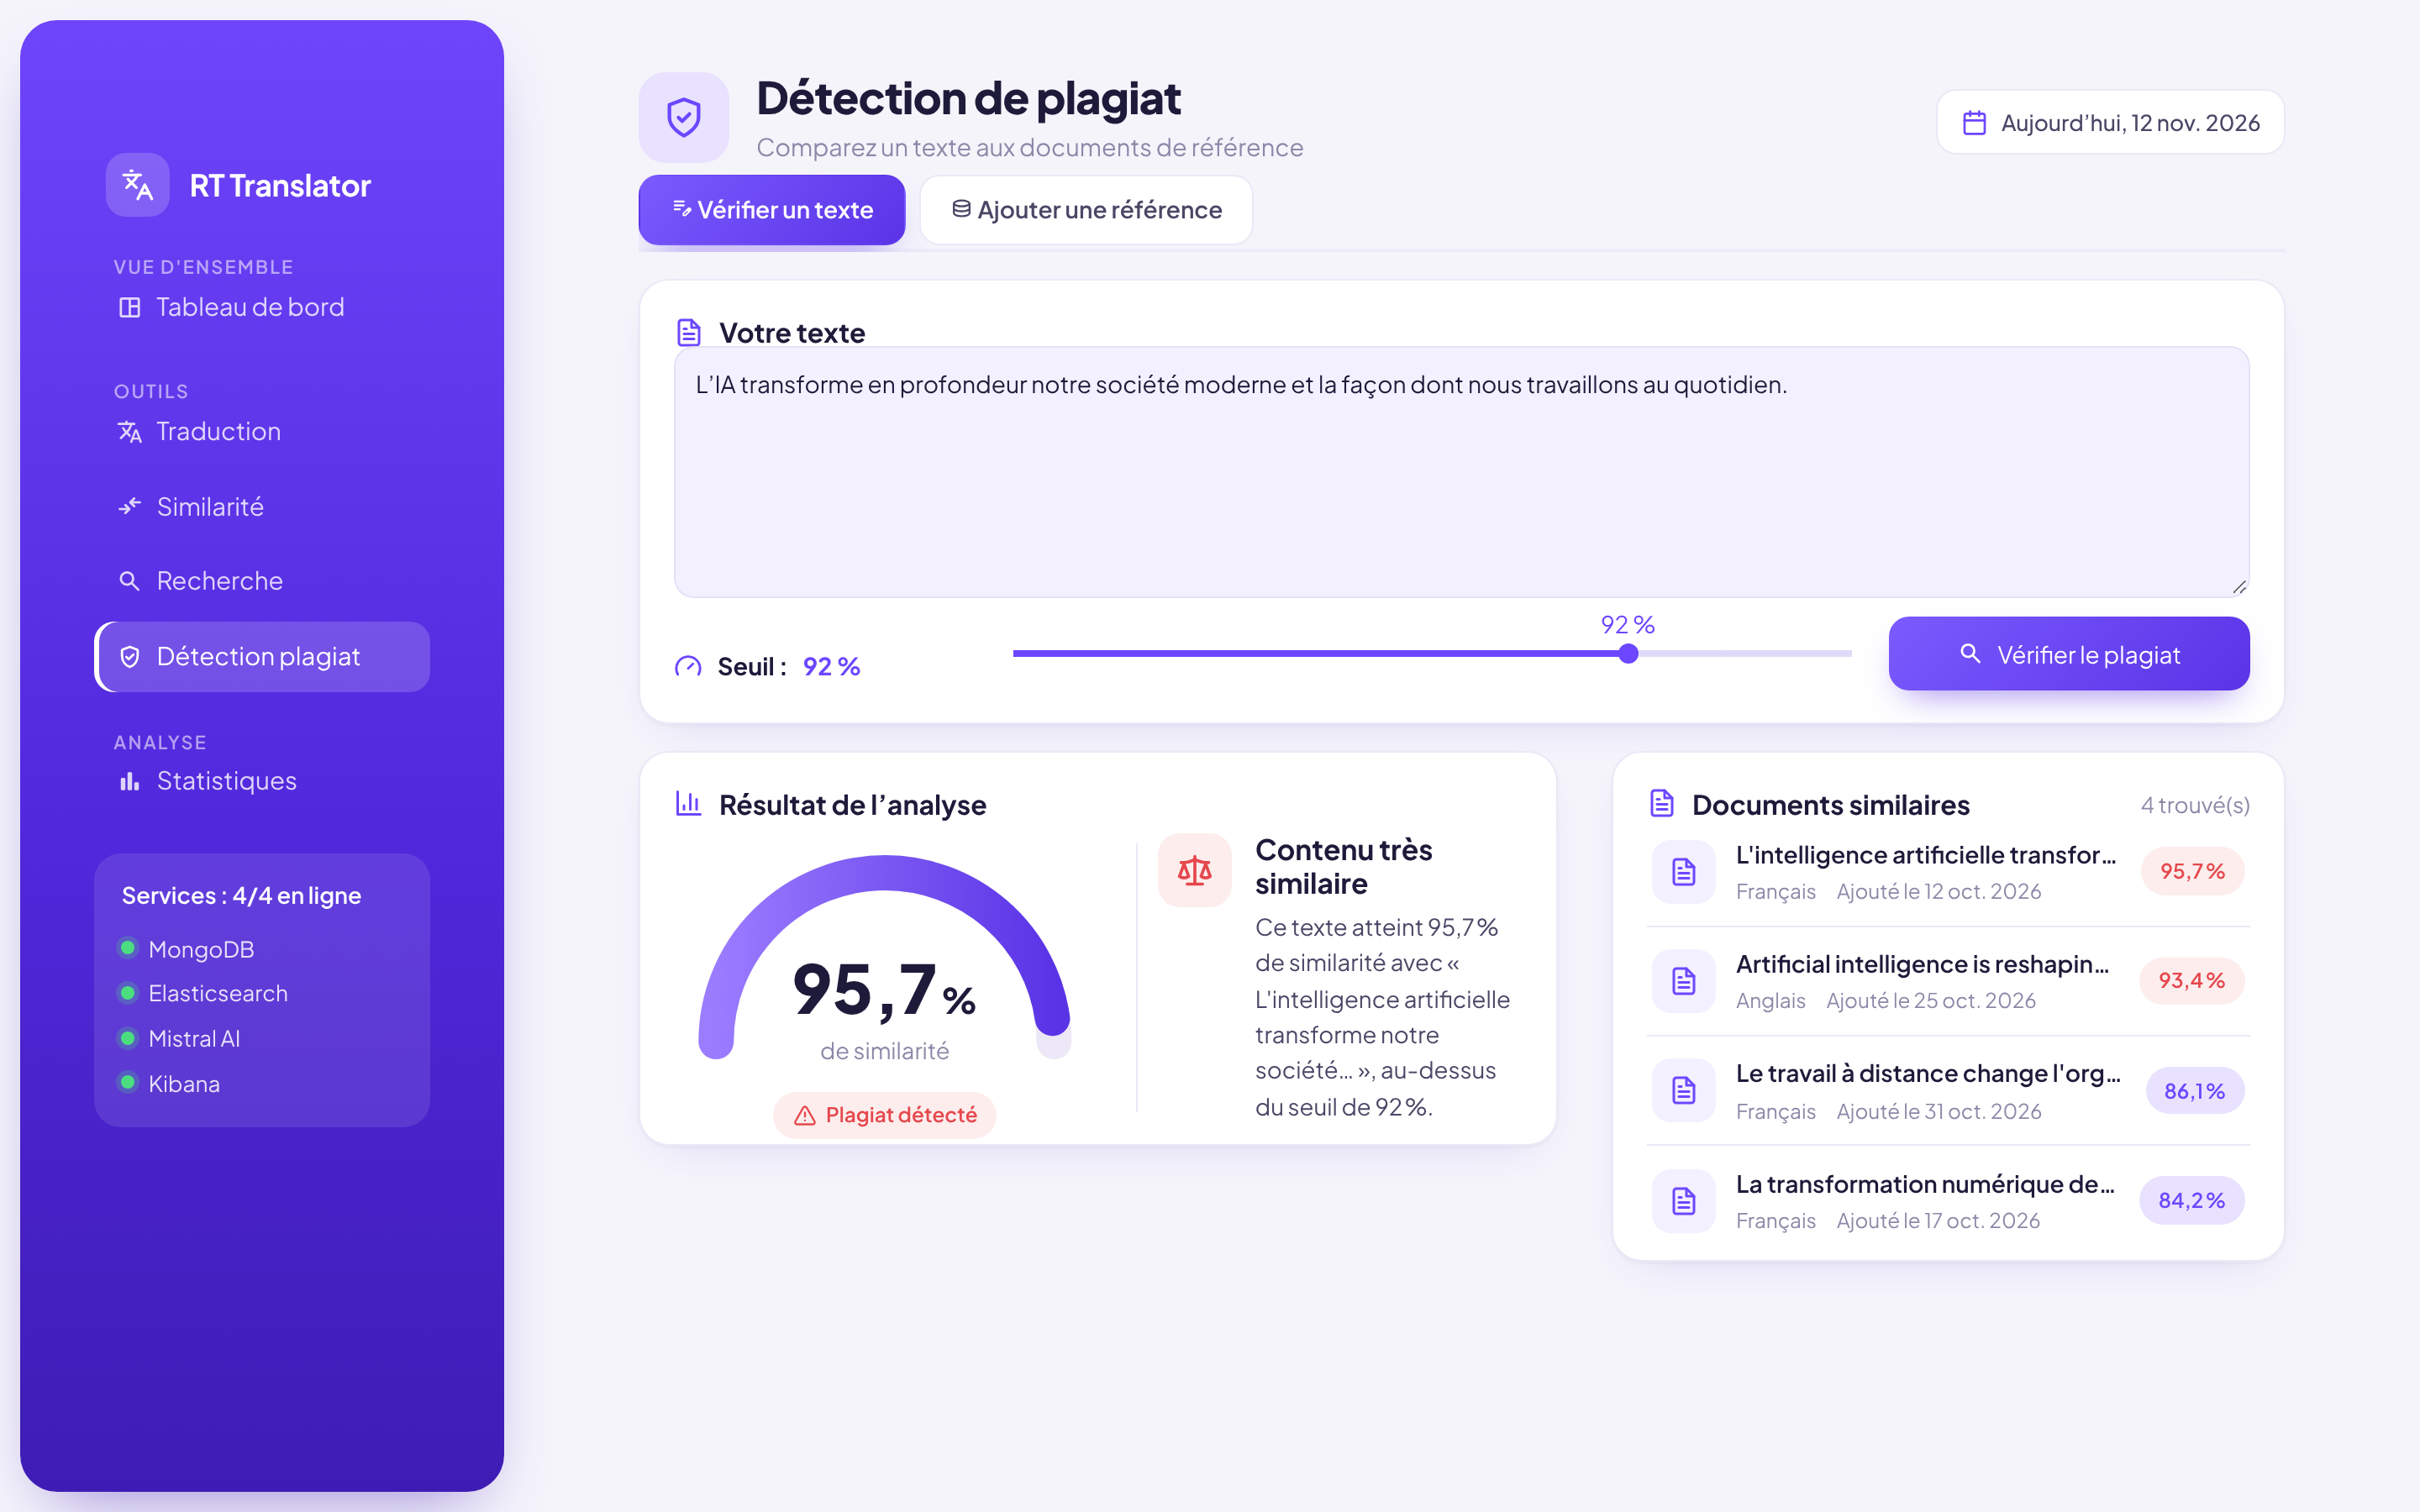 RT Translator
VUE D'ENSEMBLE
Tableau de bord
OUTILS
Traduction
Similarité
Recherche
Détection plagiat
ANALYSE
Statistiques
Services : 4/4 en ligne
MongoDB
Elasticsearch
Mistral AI
Kibana
Détection de plagiat
Comparez un texte aux documents de référence
Aujourd’hui, 12 nov. 2026
Vérifier un texte
Ajouter une référence
Votre texte
L’IA transforme en profondeur notre société moderne et la façon dont nous travaillons au quotidien.
Seuil : 92 %
92 %
Vérifier le plagiat
Résultat de l’analyse
95,7 %
de similarité
Plagiat détecté
Contenu très
similaire
Ce texte atteint 95,7 %
de similarité avec «
L'intelligence artificielle
transforme notre
société… », au-dessus
du seuil de 92 %.
Documents similaires
4 trouvé(s)
L'intelligence artificielle transfor…
95,7 %
Français Ajouté le 12 oct. 2026
Artificial intelligence is reshapin…
93,4 %
Anglais Ajouté le 25 oct. 2026
Le travail à distance change l'org…
86,1 %
Français Ajouté le 31 oct. 2026
La transformation numérique de…
84,2 %
Français Ajouté le 17 oct. 2026